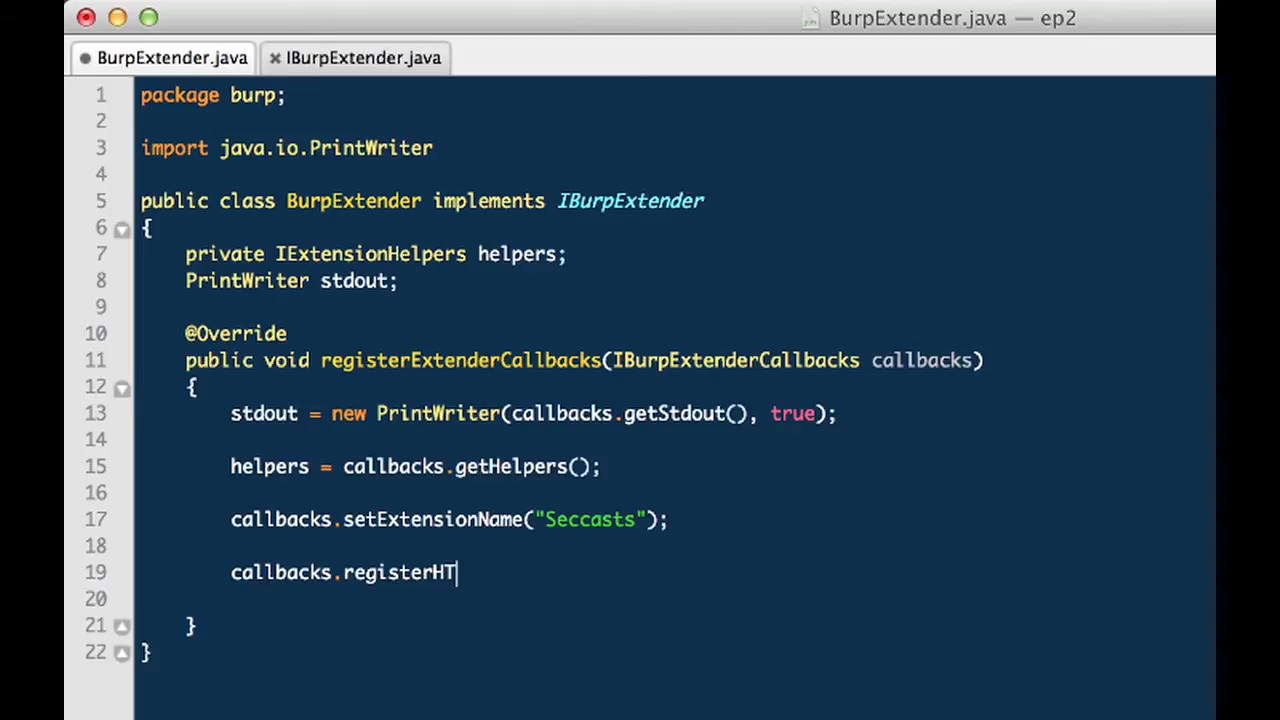 BurpExtender.java — ep2
BurpExtender.java
IBurpExtender.java
1 package burp;
2
3 import java.io.PrintWriter
4
5 public class BurpExtender implements IBurpExtender
6 {
7 private IExtensionHelpers helpers;
8 PrintWriter stdout;
9
10 @Override
11 public void registerExtenderCallbacks(IBurpExtenderCallbacks callbacks)
12 {
13 stdout = new PrintWriter(callbacks.getStdout(), true);
14
15 helpers = callbacks.getHelpers();
16
17 callbacks.setExtensionName("Seccasts");
18
19 callbacks.registerHT
20
21 }
22 }